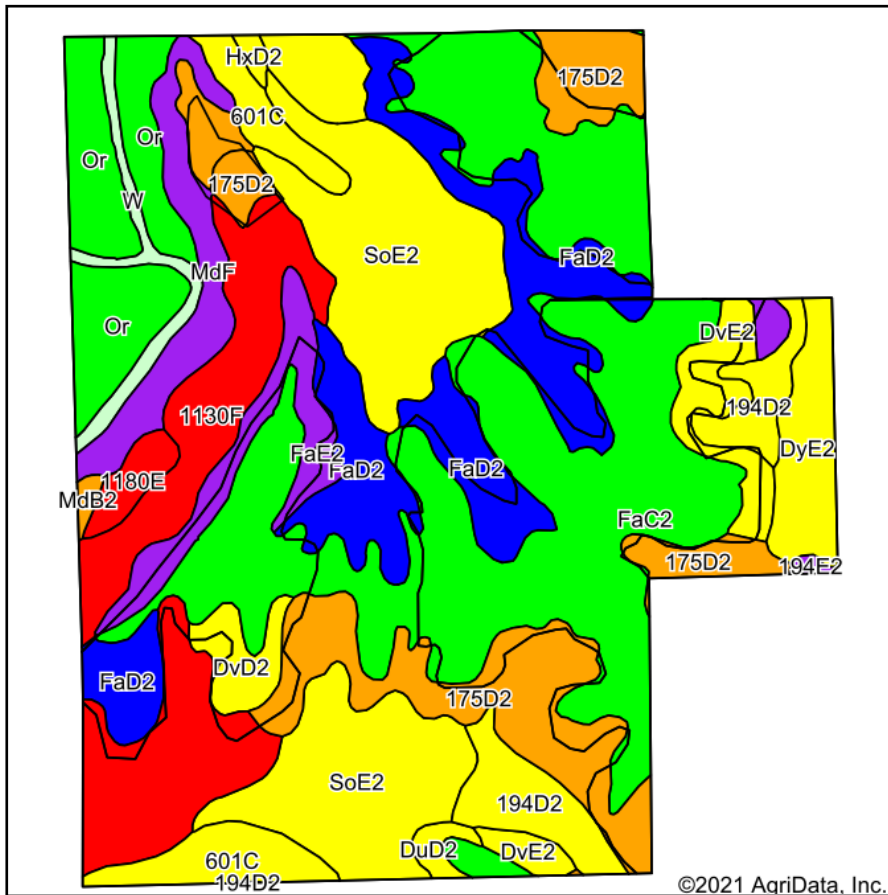 HxD2
175D2
601C
Or
Or
175D2
W
SoE2
FaD2
MdF
Or
DvE2
194D2
1130F
DyE2
FaE2
FaD2
FaD2
1180E
MdB2
FaC2
175D2
194E2
FaD2
DvD2
175D2
SoE2
194D2
DuD2
DvE2
601C
194D2
©2021 AgriData, Inc.